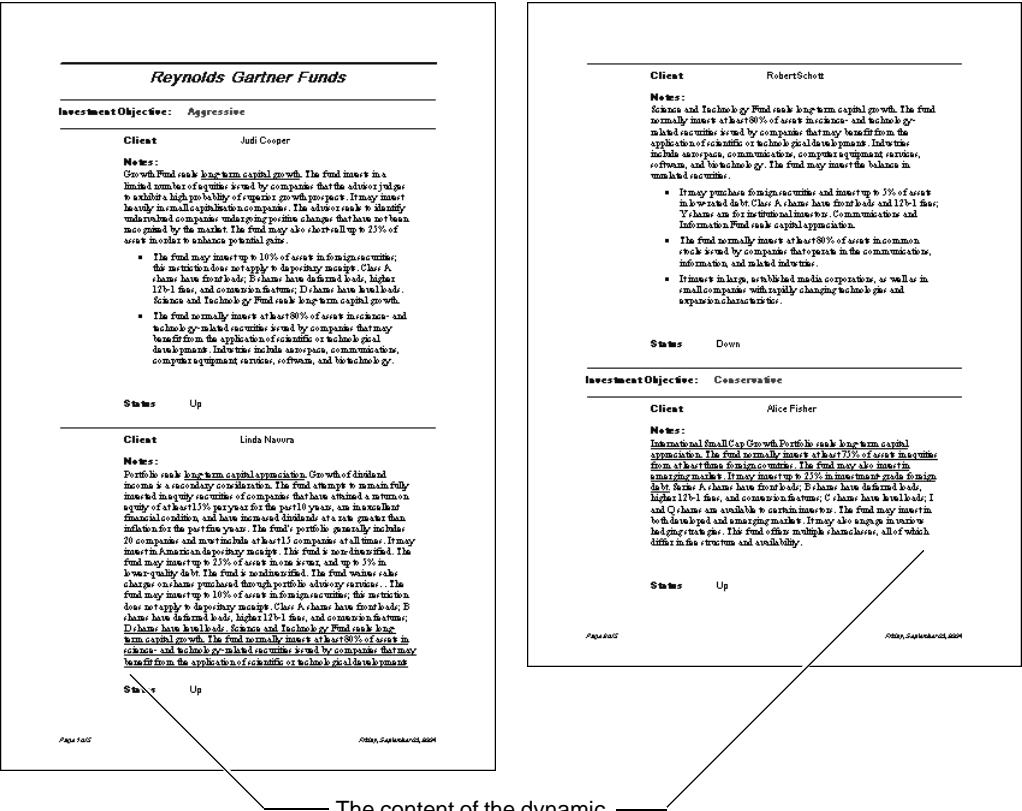 Reynolds Gartner Funds
Investment Objective: Aggressive
Client Judi Cooper
Notes:
Growth Fund seeks long-term capital growth. The fund invests in a
limited number of equities issued by companies that the advisor judges
to exhibit a high probablity of superior growth prospects. It may invest
heavily in small capitalisation companies. The advisor seeks to identify
undervalued companies undergoing positive changes that have not been
recognized by the market. The fund may also short-sell up to 25% of
assets in order to enhance potential gains.
• The fund may invest up to 10% of assets in foreign securities;
this restriction does not apply to depositary receipts. Class A
shares have front loads; B shares have deferred loads, higher
12b-1 fees, and conversion features; D shares have level loads.
Science and Technology Fund seeks long-term capital growth.
• The fund normally invests at least 80% of assets in science- and
technology-related securities issued by companies that may
benefit from the application of scientific or technological
developments. Industries include aerospace, communications,
computer equipment, services, software, and biotechnology.
Status Up
Client Linda Navura
Notes:
Portfolio seeks long-term capital appreciation. Growth of dividend
income is a secondary consideration. The fund attempts to remain fully
invested in equity securities of companies that have attained a return on
equity of at least 15% per year for the past 10 years, are in excellent
financial condition, and have increased dividends at a rate greater than
inflation for the past five years. The fund's portfolio generally includes
20 companies and must include at least 15 companies at all times. It may
invest in American depositary receipts. This fund is non-diversified. The
fund may invest up to 25% of assets in one issuer, and up to 5% in
lower-quality debt. The fund is nondiversified. The fund waives sales
charges on shares purchased through portfolio advisory services. . The
fund may invest up to 10% of assets in foreign securities; this restriction
does not apply to depositary receipts. Class A shares have front loads; B
shares have deferred loads, higher 12b-1 fees, and conversion features;
D shares have level loads. Science and Technology Fund seeks long-
term capital growth. The fund normally invests at least 80% of assets in
science- and technology-related securities issued by companies that may
benefit from the application of scientific or technological developments
Status Up
Page 1 of 5 Friday, September 03, 2004
Client Robert Schott
Notes:
Science and Technology Fund seeks long-term capital growth. The fund
normally invests at least 80% of assets in science- and technology-
related securities issued by companies that may benefit from the
application of scientific or technological development. Industries
include aerospace, communications, computer equipment, services,
software, and biotechnology. The fund may invest the balance in
unrelated securities.
• It may purchase foreign securities and invest up to 5% of assets
in low-rated debt. Class A shares have front loads and 12b-1 fees;
Y shares are for institutional investors. Communications and
Information Fund seeks capital appreciation.
• The fund normally invests at least 80% of assets in common
stocks issued by companies that operate in the communications,
information, and related industries.
• It invests in large, established media corporations, as well as in
small companies with rapidly changing technologies and
expansion characteristics.
Status Down
Investment Objective: Conservative
Client Alice Fisher
Notes:
International Small Cap Growth Portfolio seeks long-term capital
appreciation. The fund normally invests at least 75% of assets in equities
from at least three foreign countries. The fund may also invest in
emerging markets. It may invest up to 25% in investment-grade foreign
debt. Series A shares have front loads; B shares have deferred loads,
higher 12b-1 fees, and conversion features; C shares have level loads; I
and Q shares are available to certain investors. The fund may invest in
both developed and emerging markets. It may also engage in various
hedging strategies. This fund offers multiple shareclasses, all of which
differ in fee structure and availability.
Status Up
Friday, September 03, 2004
The content of the dynamic